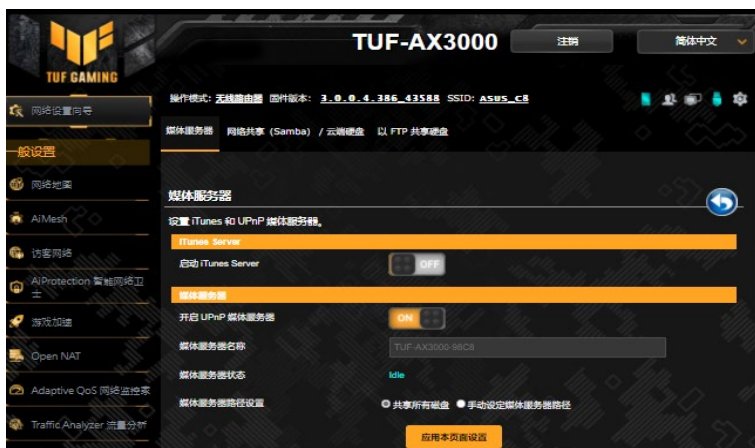 TUF-AX3000
注销
简体中文
TUF GAMING
操作模式: 无线路由器 固件版本: 3.0.0.4.386_43588 SSID: ASUS_C8
网络设置向导
媒体服务器 网络共享 (Samba) / 云端硬盘 以 FTP 共享硬盘
一般设置
网络地图
AiMesh
访客网络
AiProtection 智能网络卫士
游戏加速
Open NAT
Adaptive QoS 网络监控家
Traffic Analyzer 流量分析
媒体服务器
设置 iTunes 和 UPnP 媒体服务器。
iTunes Server
启动 iTunes Server OFF
媒体服务器
开启 UPnP 媒体服务器 ON
媒体服务器名称 TUF-AX3000-98C8
媒体服务器状态 Idle
媒体服务器路径设置 共享所有磁盘 手动设定媒体服务器路径
应用本页面设置